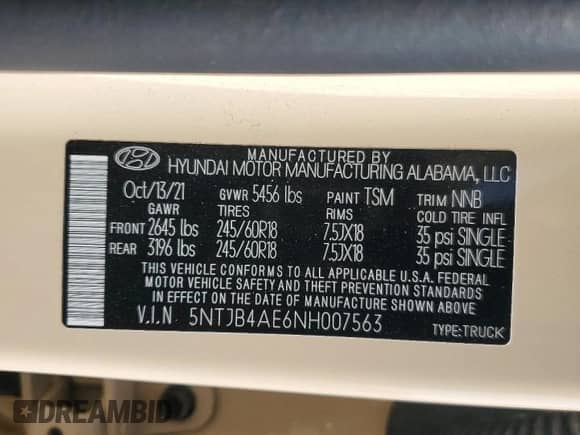 MANUFACTURED BY
HYUNDAI MOTOR MANUFACTURING ALABAMA, LLC
Oct/13/21 GVWR 5456 lbs PAINT TSM TRIM NNB
GAWR TIRES RIMS COLD TIRE INFL
FRONT 2645 lbs 245/60R18 7.5JX18 35 psi SINGLE
REAR 3196 lbs 245/60R18 7.5JX18 35 psi SINGLE
THIS VEHICLE CONFORMS TO ALL APPLICABLE U.S.A. FEDERAL
MOTOR VEHICLE SAFETY AND THEFT PREVENTION STANDARDS
IN EFFECT ON THE DATE OF MANUFACTURE SHOWN ABOVE
V.I.N 5NTJB4AE6NH007563 TYPE:TRUCK
DREAMBID